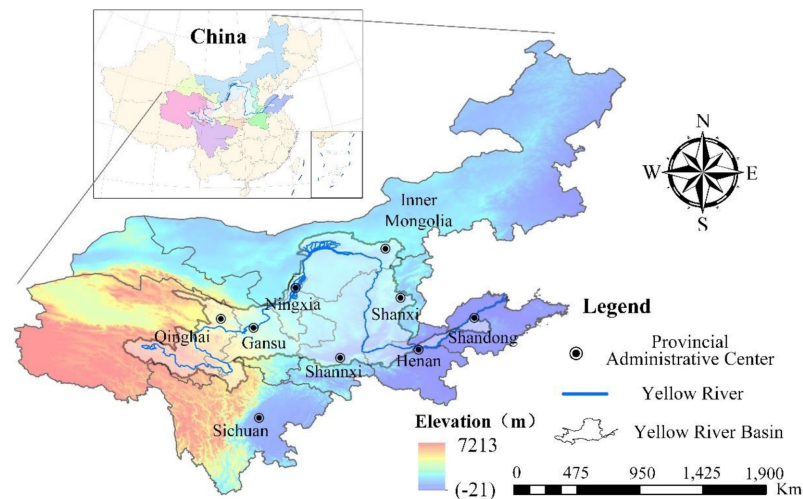 China
N
W
E
S
Inner
Mongolia
Ningxia
Shanxi
Qinghai
Gansu
Shandong
Henan
Shannxi
Sichuan
Legend
Provincial
Administrative Center
Yellow River
Yellow River Basin
Elevation（m）
7213
(-21)
0 475 950 1,425 1,900
Km